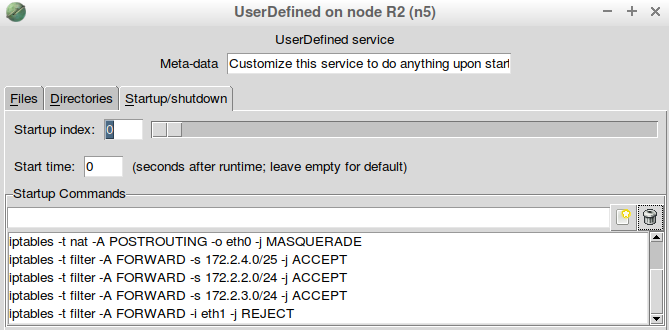 UserDefined on node R2 (n5)
UserDefined service
Meta-data Customize this service to do anything upon start
Files Directories Startup/shutdown
Startup index: 0
Start time: 0 (seconds after runtime; leave empty for default)
Startup Commands
iptables -t nat -A POSTROUTING -o eth0 -j MASQUERADE
iptables -t filter -A FORWARD -s 172.2.4.0/25 -j ACCEPT
iptables -t filter -A FORWARD -s 172.2.2.0/24 -j ACCEPT
iptables -t filter -A FORWARD -s 172.2.3.0/24 -j ACCEPT
iptables -t filter -A FORWARD -i eth1 -j REJECT